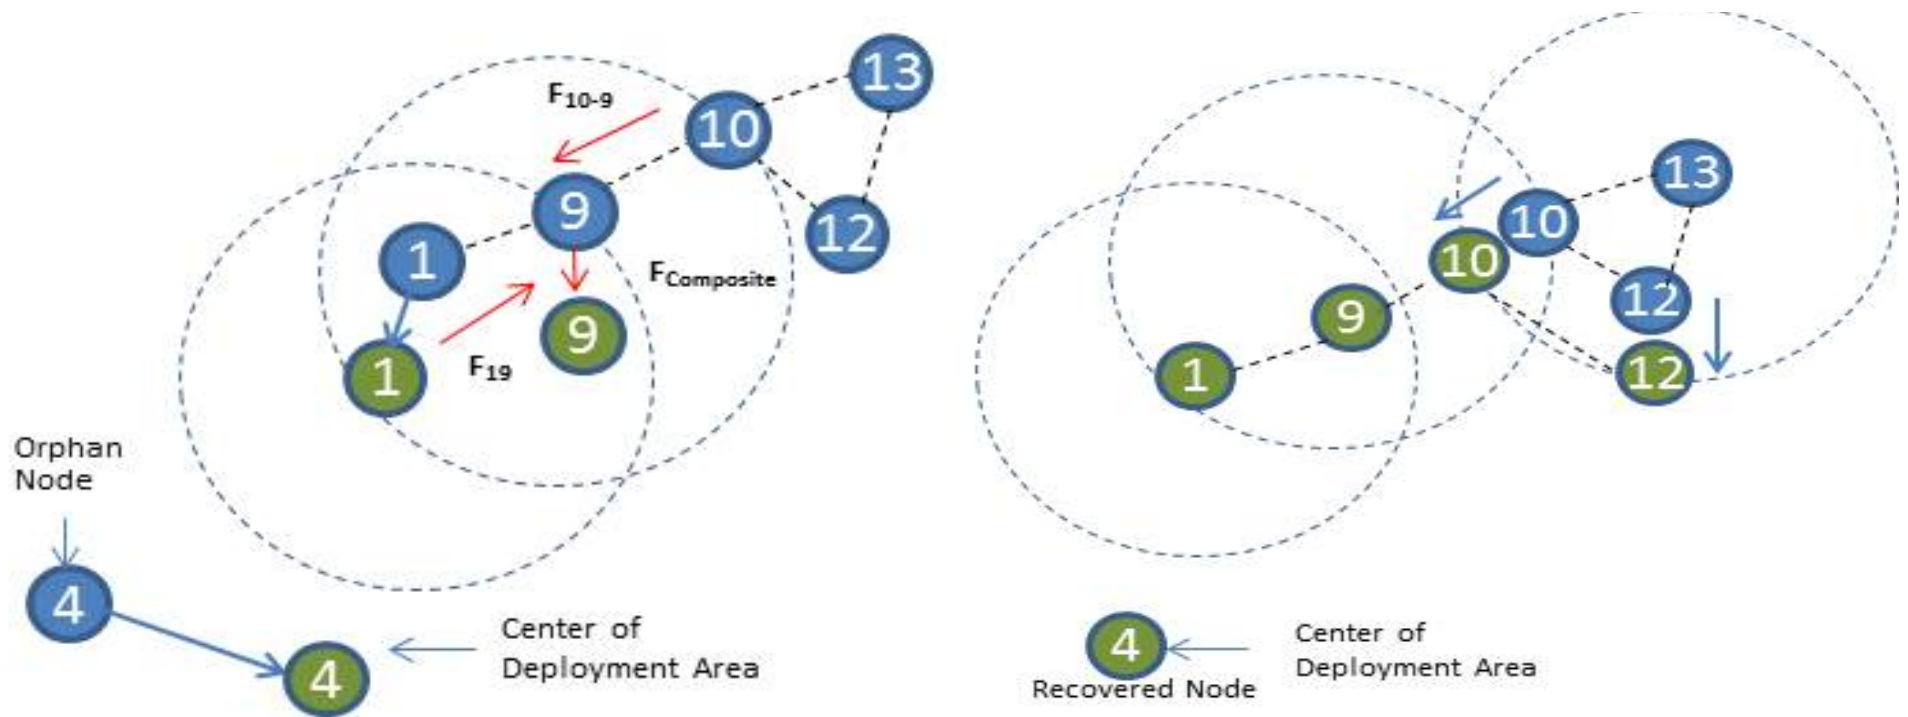 13
F10-9
10
9
12
1
FComposite
9
1
F19
Orphan
Node
4
Center of
Deployment Area
4
13
10
10
12
9
12
1
4
Recovered Node
Center of
Deployment Area